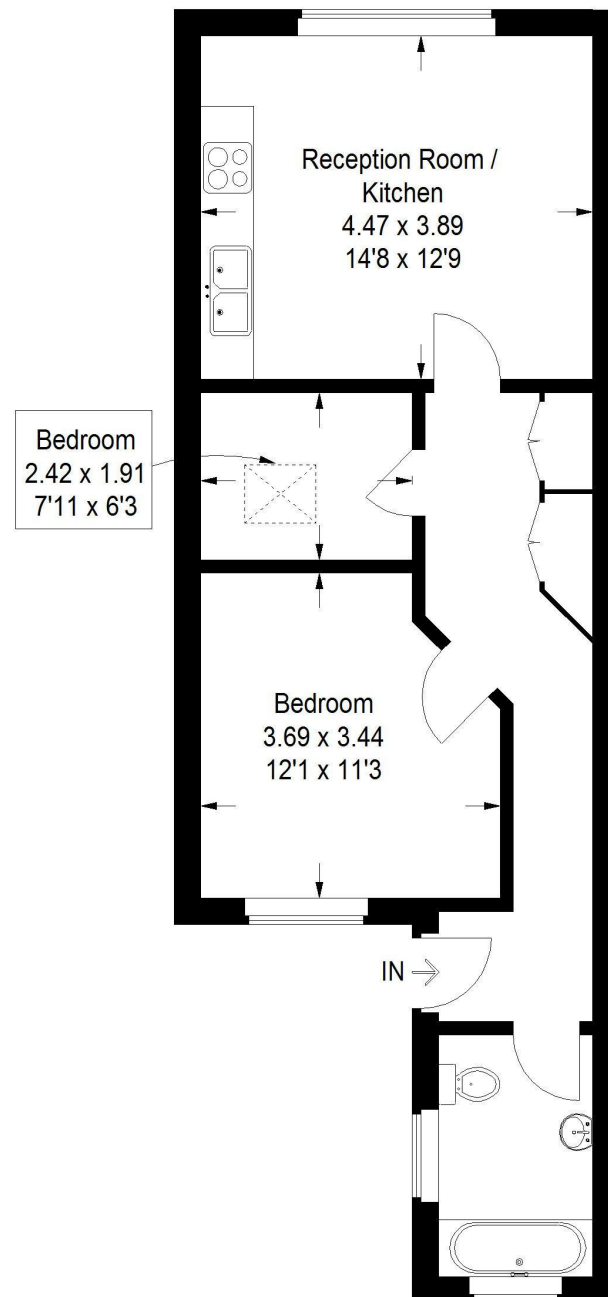 Reception Room /
Kitchen
4.47 x 3.89
14'8 x 12'9
Bedroom
2.42 x 1.91
7'11 x 6'3
Bedroom
3.69 x 3.44
12'1 x 11'3
IN